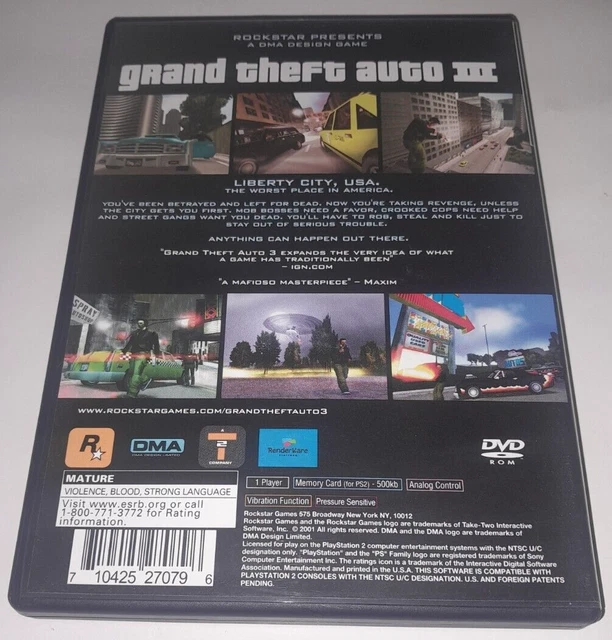 ROCKSTAR PRESENTS
A DMA DESIGN GAME
grand theft auto III
LIBERTY CITY, USA.
THE WORST PLACE IN AMERICA.
YOU'VE BEEN BETRAYED AND LEFT FOR DEAD. NOW YOU'RE TAKING REVENGE, UNLESS
THE CITY GETS YOU FIRST. MOB BOSSES NEED A FAVOR, CROOKED COPS NEED HELP
AND STREET GANGS WANT YOU DEAD. YOU'LL HAVE TO ROB, STEAL AND KILL JUST TO
STAY OUT OF SERIOUS TROUBLE.
ANYTHING CAN HAPPEN OUT THERE.
"GRAND THEFT AUTO 3 EXPANDS THE VERY IDEA OF WHAT
A GAME HAS TRADITIONALLY BEEN"
– IGN.COM
"A MAFIOSO MASTERPIECE" – MAXIM
SPRAY
WWW.ROCKSTARGAMES.COM/GRANDTHEFTAUTO3
R
DMA
DMA DESIGN LIMITED
T2
COMPANY
RenderWare
DVD
ROM
MATURE
VIOLENCE, BLOOD, STRONG LANGUAGE
Visit www.esrb.org or call
1-800-771-3772 for Rating
information.
7 10425 27079 6
1 Player
Memory Card (for PS2) - 500kb
Analog Control
Vibration Function
Pressure Sensitive
Rockstar Games 575 Broadway New York NY, 10012
Rockstar Games and the Rockstar Games logo are trademarks of Take-Two Interactive
Software, Inc. © 2001 All rights reserved. DMA and the DMA logo are trademarks of
DMA Design Limited.
Licensed for play on the PlayStation 2 computer entertainment systems with the NTSC U/C
designation only. "PlayStation" and the "PS" Family logo are registered trademarks of Sony
Computer Entertainment Inc. The ratings icon is a trademark of the Interactive Digital Software
Association. Manufactured and printed in the U.S.A. THIS SOFTWARE IS COMPATIBLE WITH
PLAYSTATION 2 CONSOLES WITH THE NTSC U/C DESIGNATION. U.S. AND FOREIGN PATENTS
PENDING.